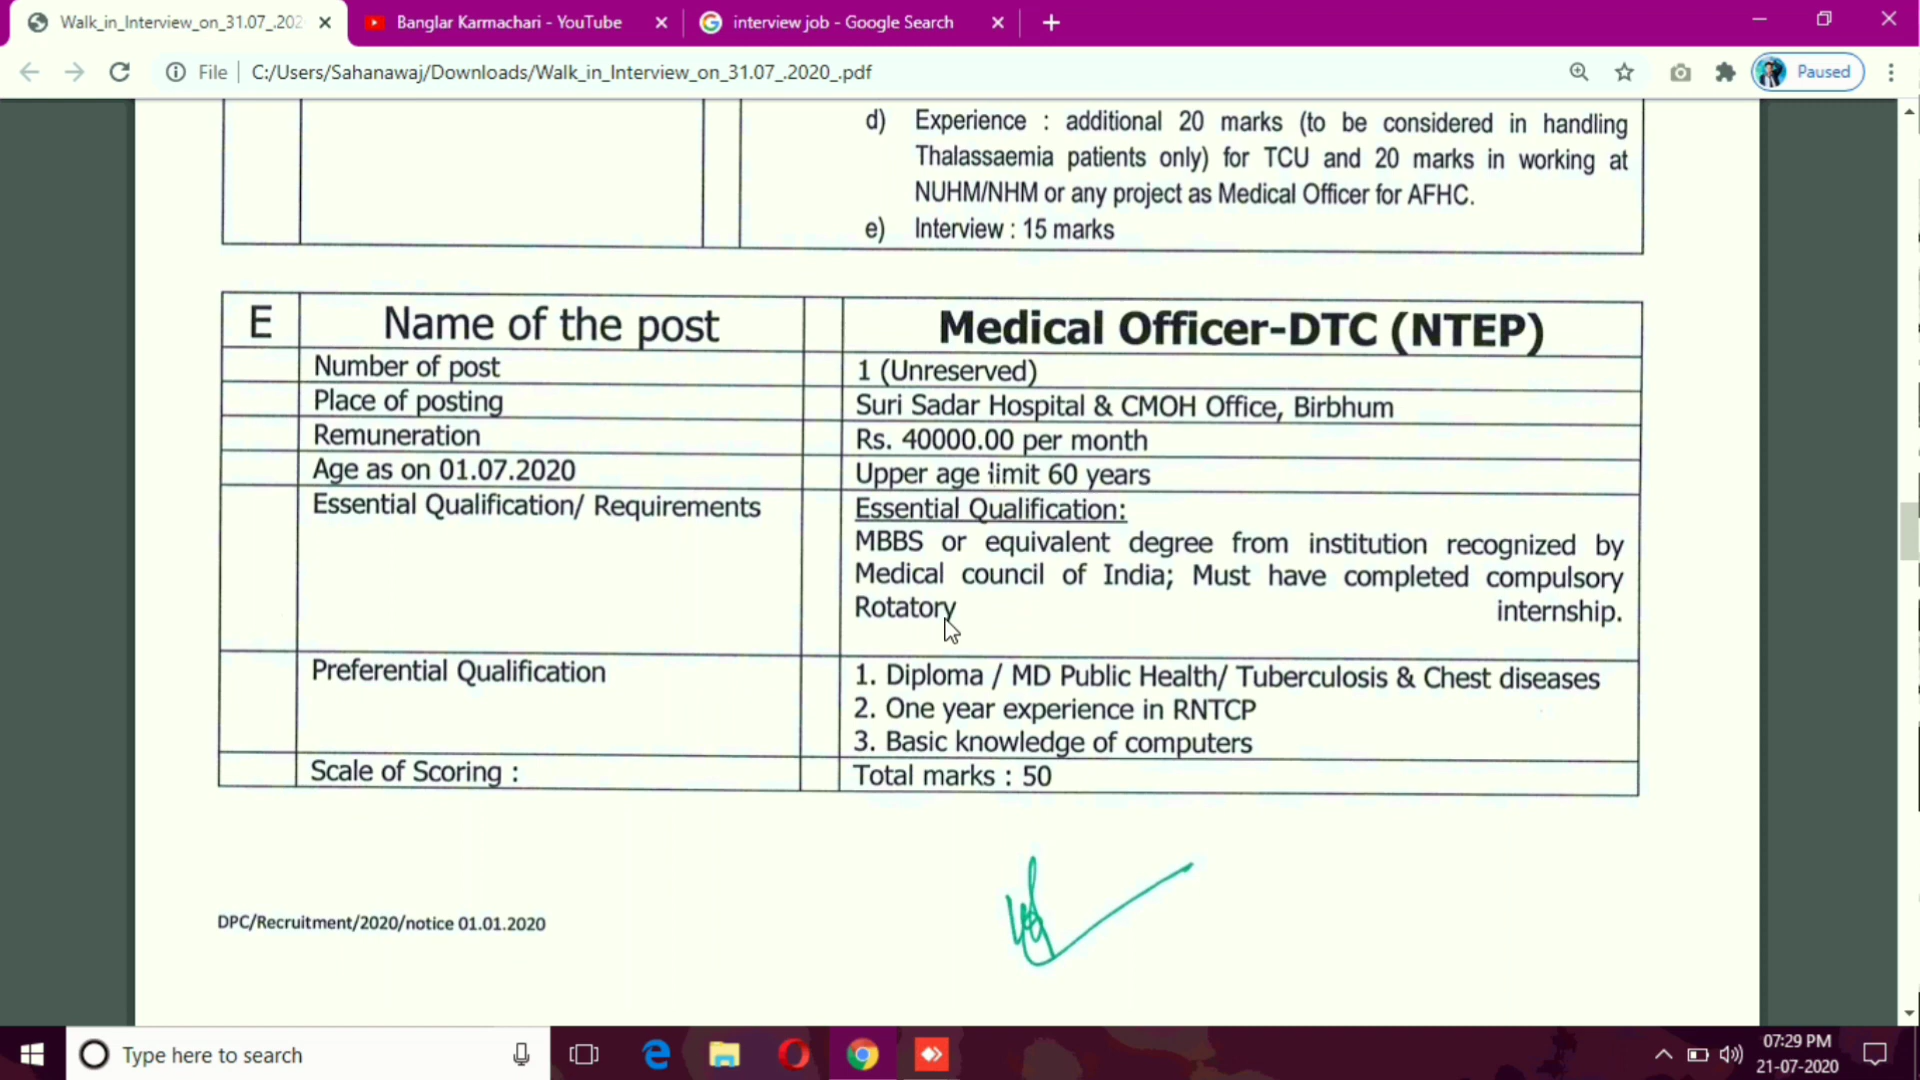 Walk_in_Interview_on_31.07_.202
Banglar Karmachari - YouTube
interview job - Google Search
File
C:/Users/Sahanawaj/Downloads/Walk_in_Interview_on_31.07_.2020_.pdf
Paused
d) Experience : additional 20 marks (to be considered in handling
Thalassaemia patients only) for TCU and 20 marks in working at
NUHM/NHM or any project as Medical Officer for AFHC.
e) Interview : 15 marks
E Name of the post Medical Officer-DTC (NTEP)
Number of post 1 (Unreserved)
Place of posting Suri Sadar Hospital & CMOH Office, Birbhum
Remuneration Rs. 40000.00 per month
Age as on 01.07.2020 Upper age limit 60 years
Essential Qualification/ Requirements Essential Qualification:
MBBS or equivalent degree from institution recognized by
Medical council of India; Must have completed compulsory
Rotatory internship.
Preferential Qualification 1. Diploma / MD Public Health/ Tuberculosis & Chest diseases
2. One year experience in RNTCP
3. Basic knowledge of computers
Scale of Scoring : Total marks : 50
DPC/Recruitment/2020/notice 01.01.2020
Type here to search
07:29 PM
21-07-2020